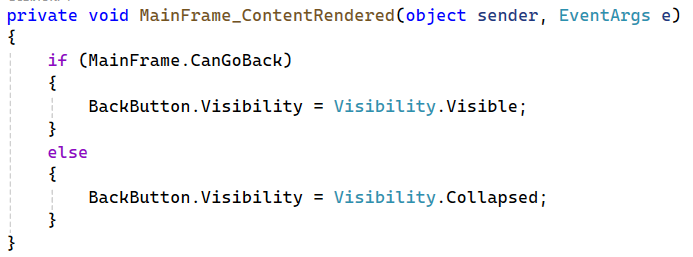 private void MainFrame_ContentRendered(object sender, EventArgs e)
{
    if (MainFrame.CanGoBack)
    {
        BackButton.Visibility = Visibility.Visible;
    }
    else
    {
        BackButton.Visibility = Visibility.Collapsed;
    }
}